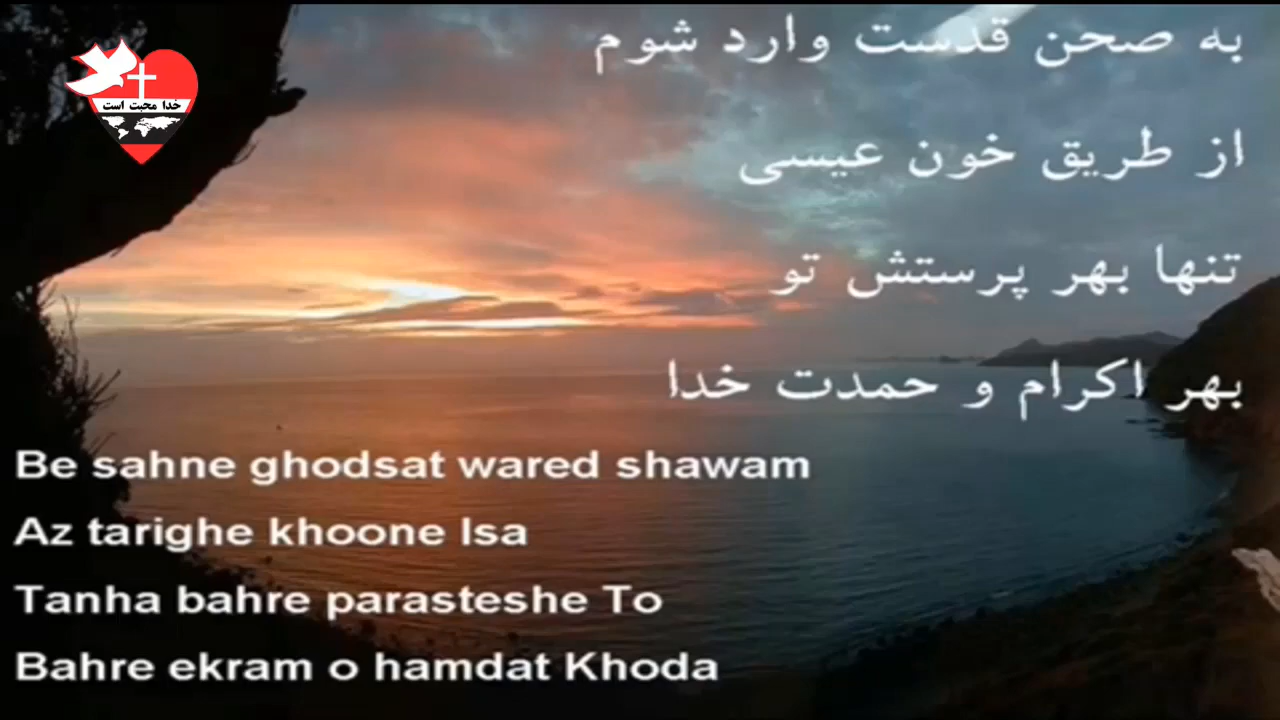 خدا محبت است
به صحن قدست وارد شوم
از طریق خون عیسی
تنها بهر پرستش تو
بهر اکرام و حمدت خدا
Be sahne ghodsat wared shawam
Az tarighe khoone Isa
Tanha bahre parasteshe To
Bahre ekram o hamdat Khoda